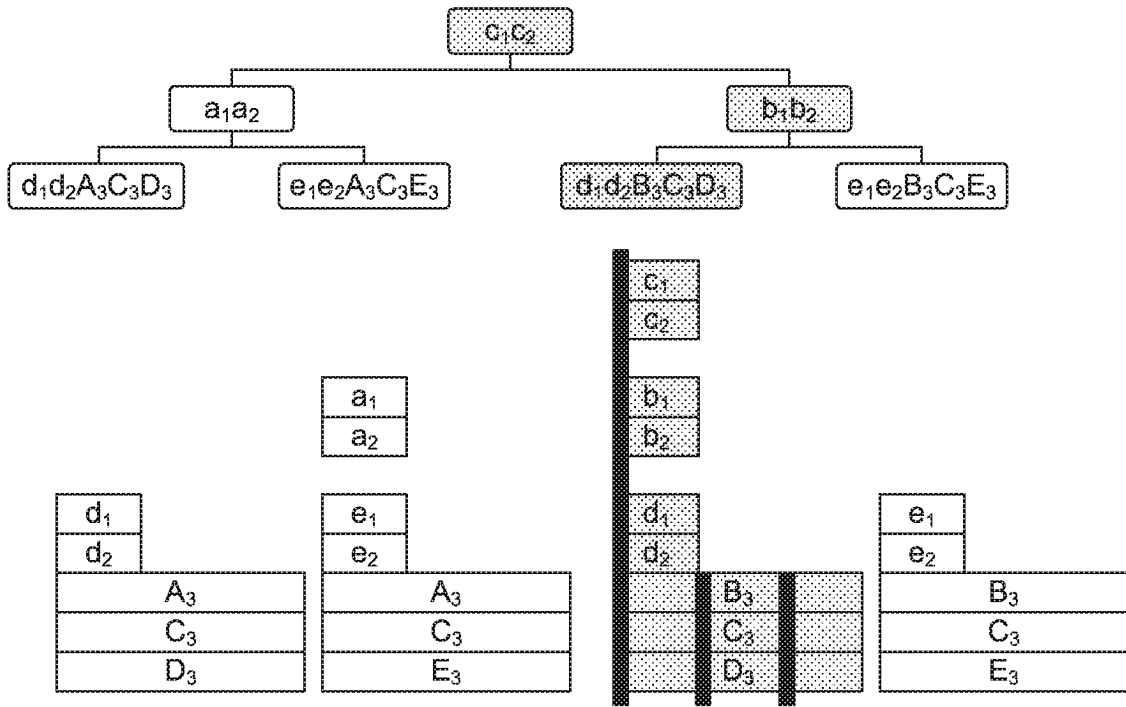 c₁c₂
a₁a₂ b₁b₂
d₁d₂A₃C₃D₃ e₁e₂A₃C₃E₃ d₁d₂B₃C₃D₃ e₁e₂B₃C₃E₃
c₁
c₂
a₁ b₁
a₂ b₂
d₁ e₁ d₁ e₁
d₂ e₂ d₂ e₂
A₃ A₃ B₃ B₃
C₃ C₃ C₃ C₃
D₃ E₃ D₃ E₃